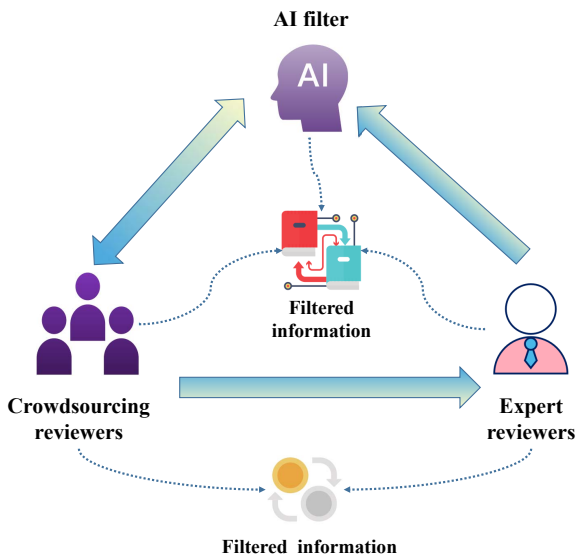 AI filter
AI
Filtered
information
Crowdsourcing
reviewers
Expert
reviewers
Filtered information